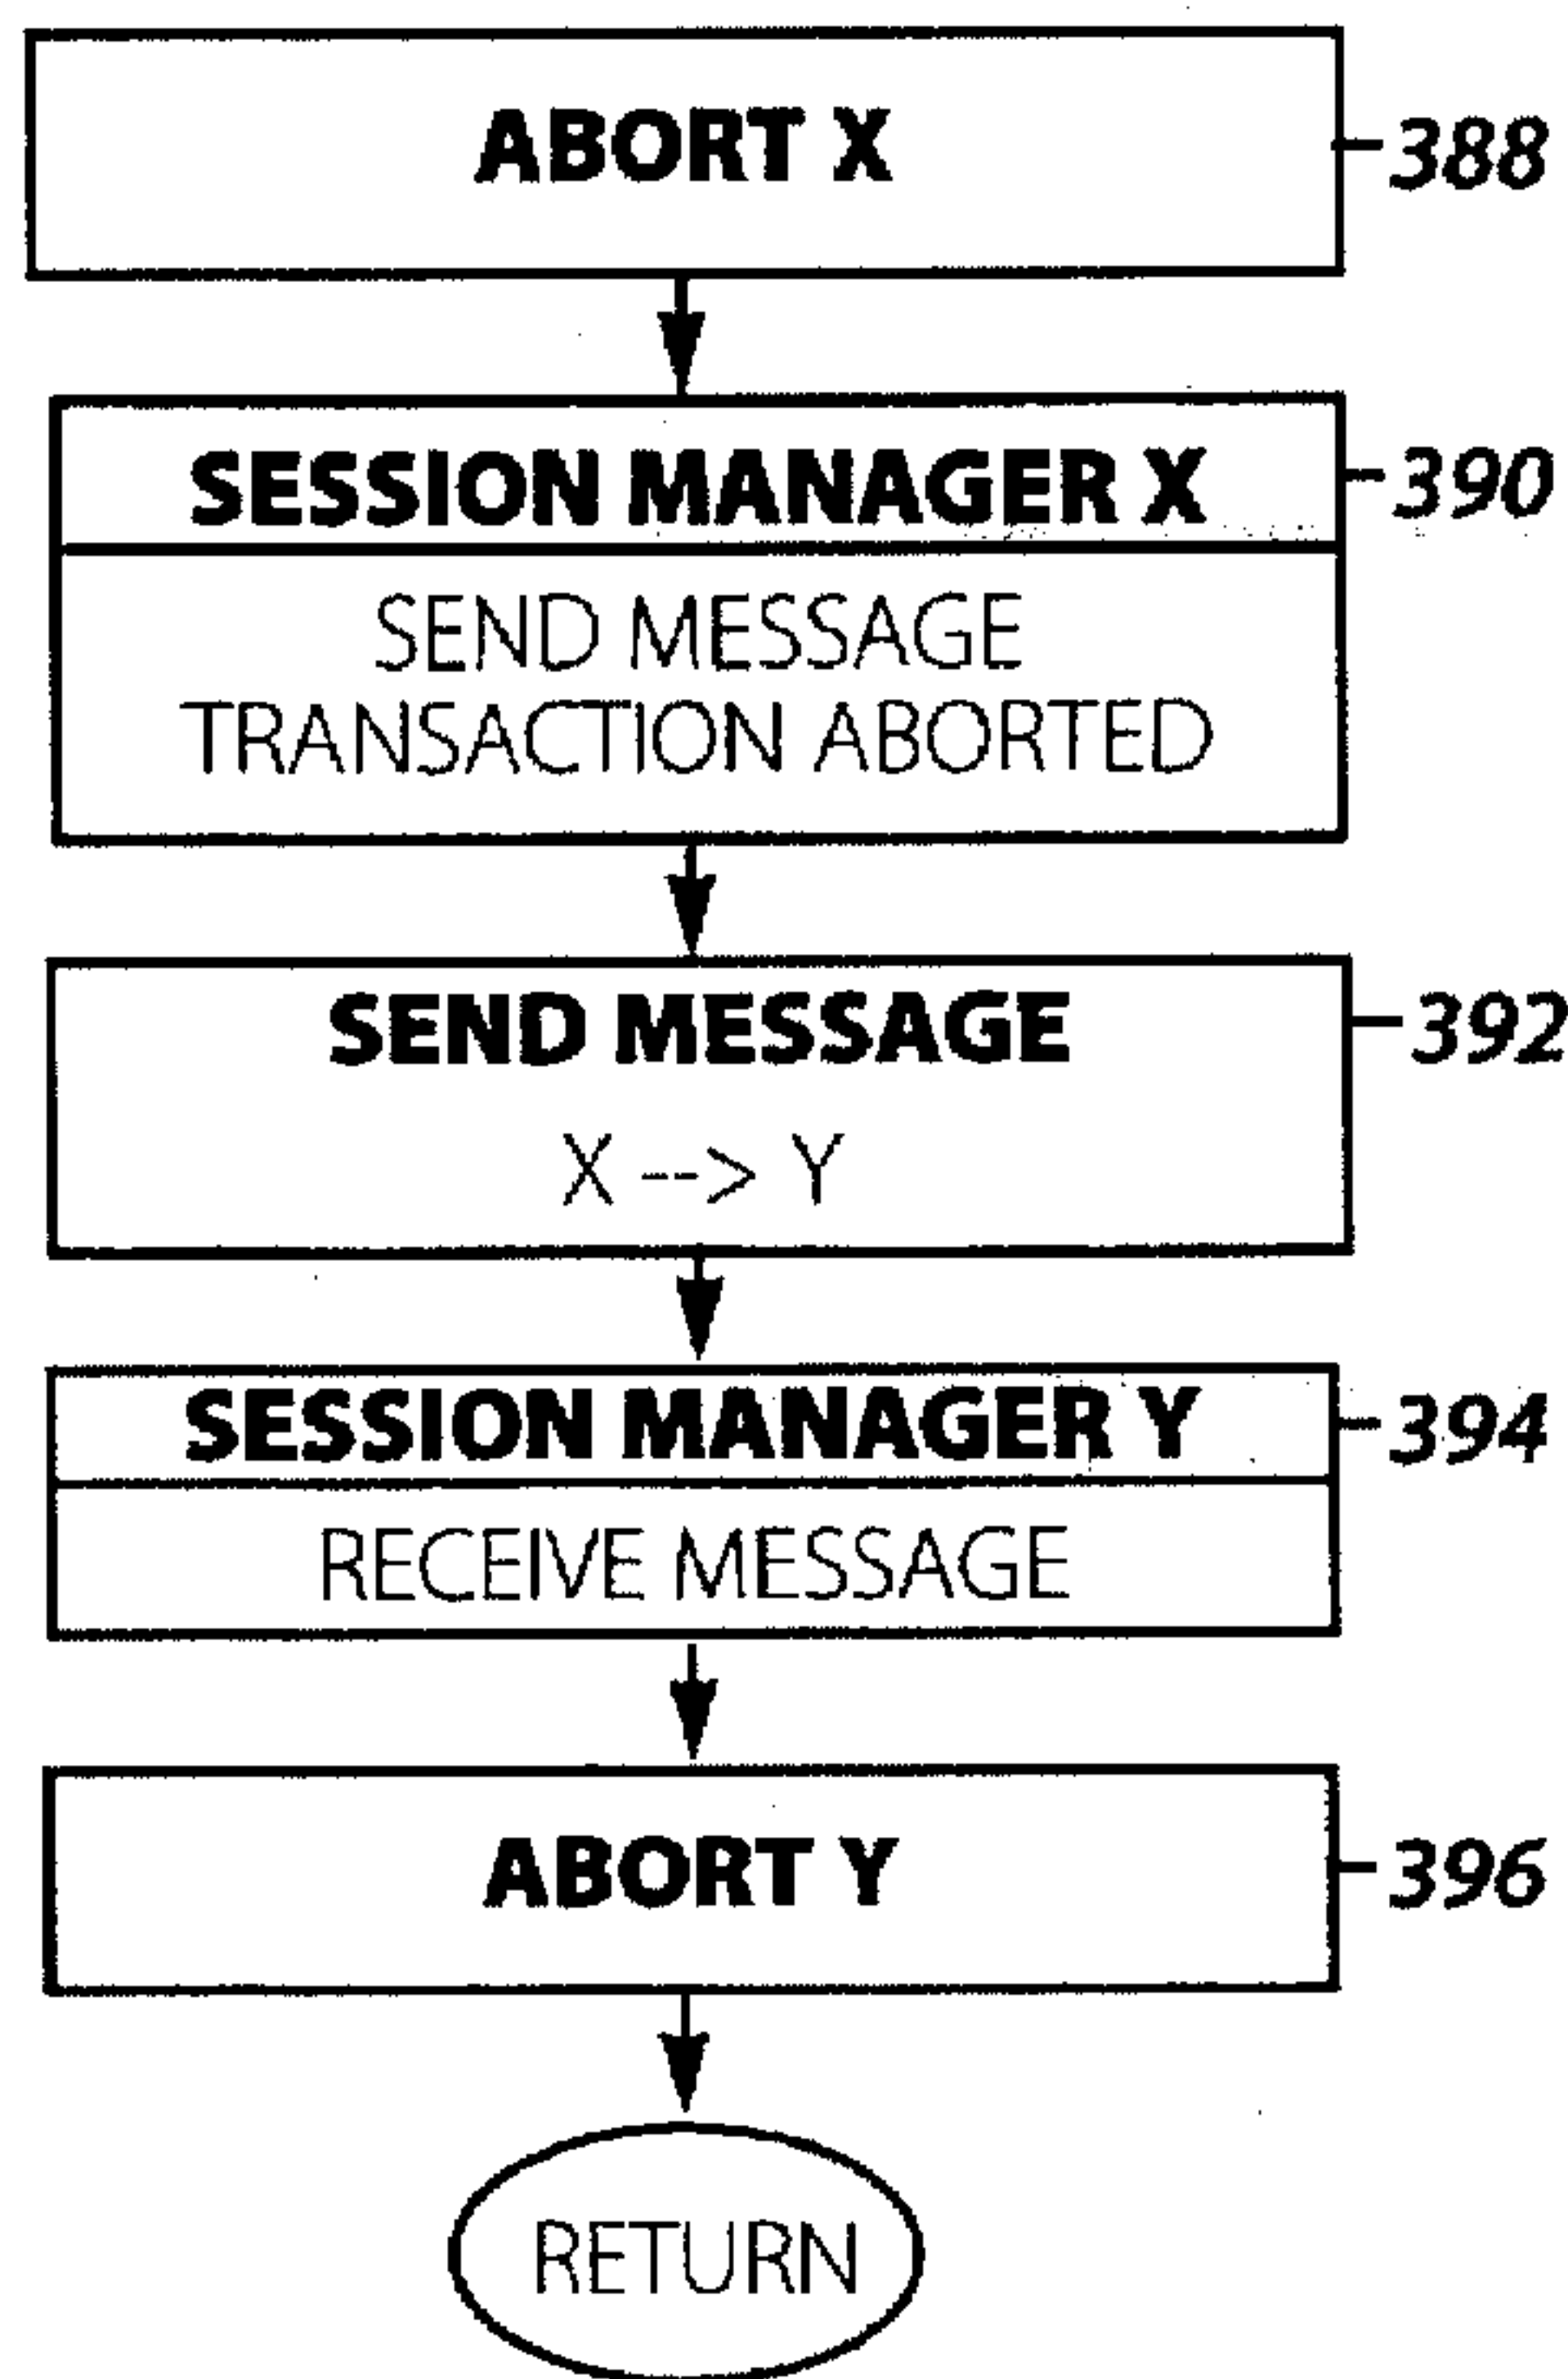 ABORT X
388
SESSION MANAGER X
390
SEND MESSAGE
TRANSACTION ABORTED
SEND MESSAGE
392
X --> Y
SESSION MANAGER Y
394
RECEIVE MESSAGE
ABORT Y
396
RETURN